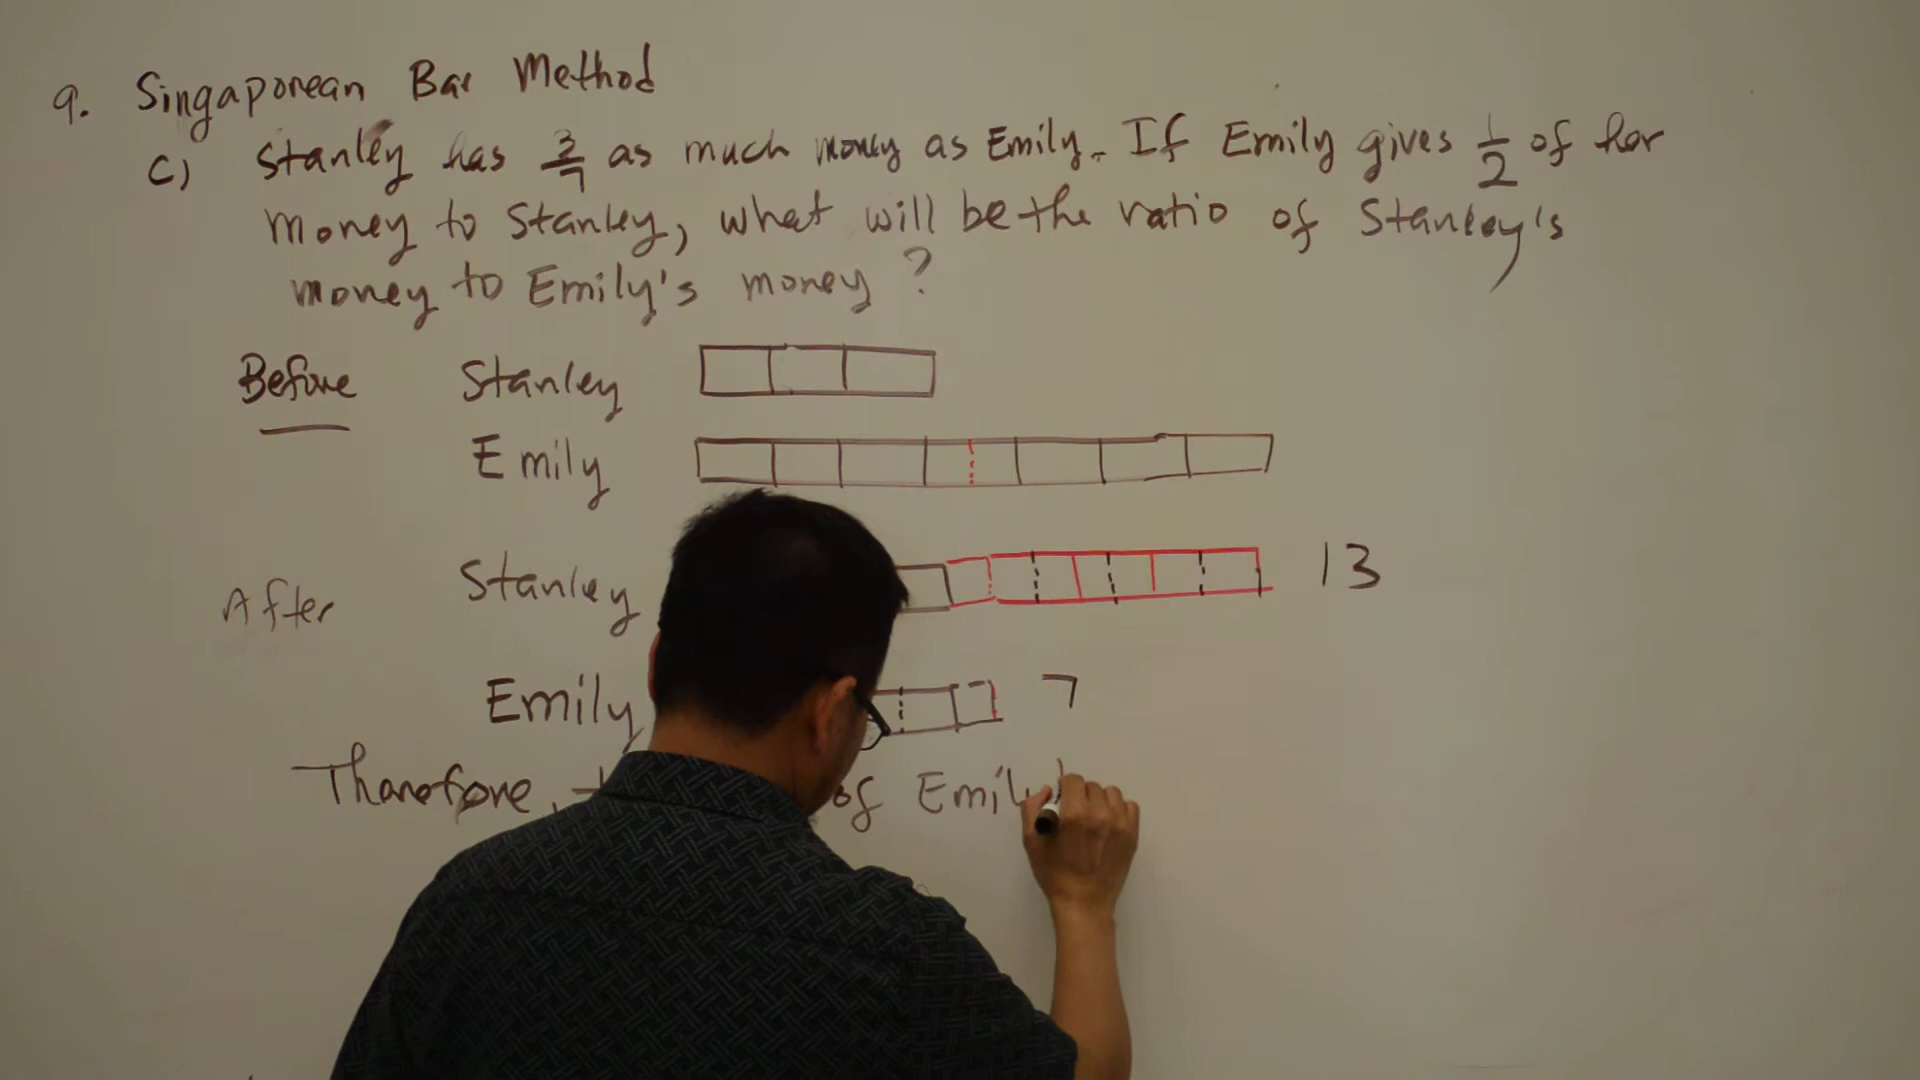 9. Singaporean Bar Method
c) Stanley has 3/7 as much money as Emily. If Emily gives 1/2 of her
money to Stanley, what will be the ratio of Stanley's
money to Emily's money?
Before Stanley
Emily
After Stanley 13
Emily 7
Therefore, of Emily